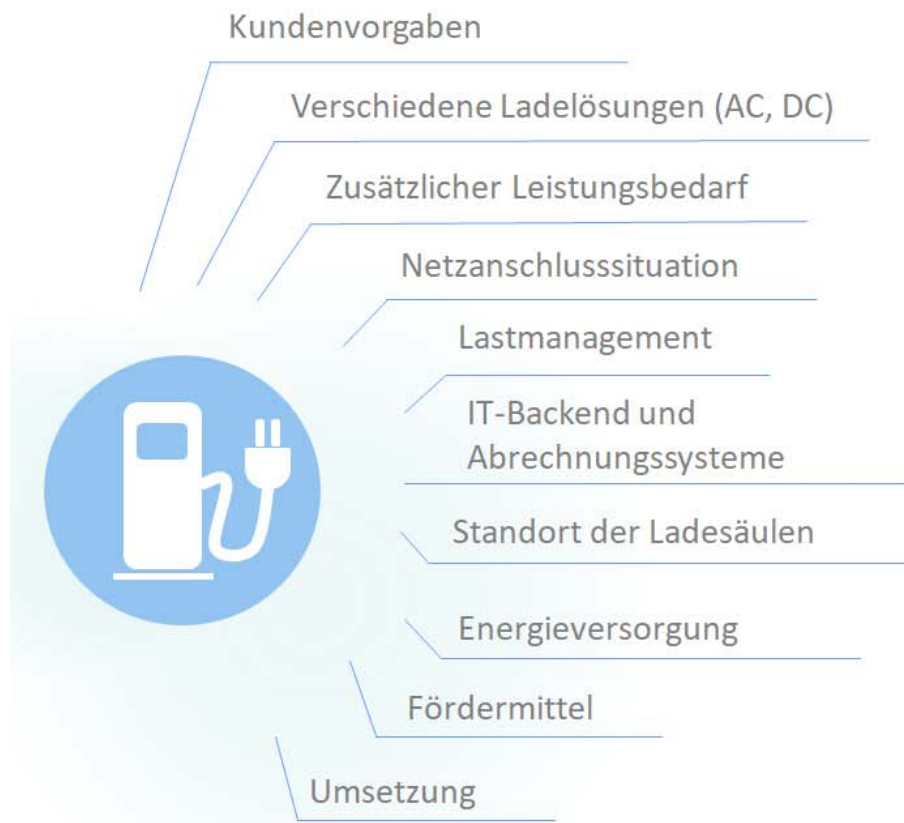 Kundenvorgaben
Verschiedene Ladelösungen (AC, DC)
Zusätzlicher Leistungsbedarf
Netzanschlusssituation
Lastmanagement
IT-Backend und
Abrechnungssysteme
Standort der Ladesäulen
Energieversorgung
Fördermittel
Umsetzung